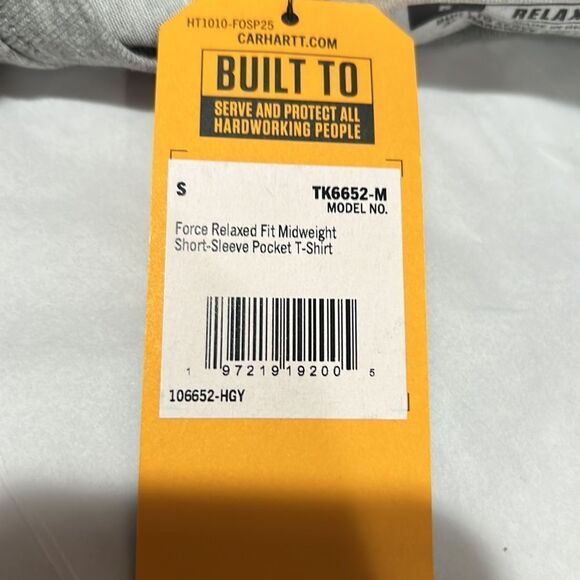 HT1010-FOSP25
CARHARTT.COM
BUILT TO
SERVE AND PROTECT ALL
HARDWORKING PEOPLE
S
TK6652-M
MODEL NO.
Force Relaxed Fit Midweight
Short-Sleeve Pocket T-Shirt
1 97219 19200 5
106652-HGY
RELAX